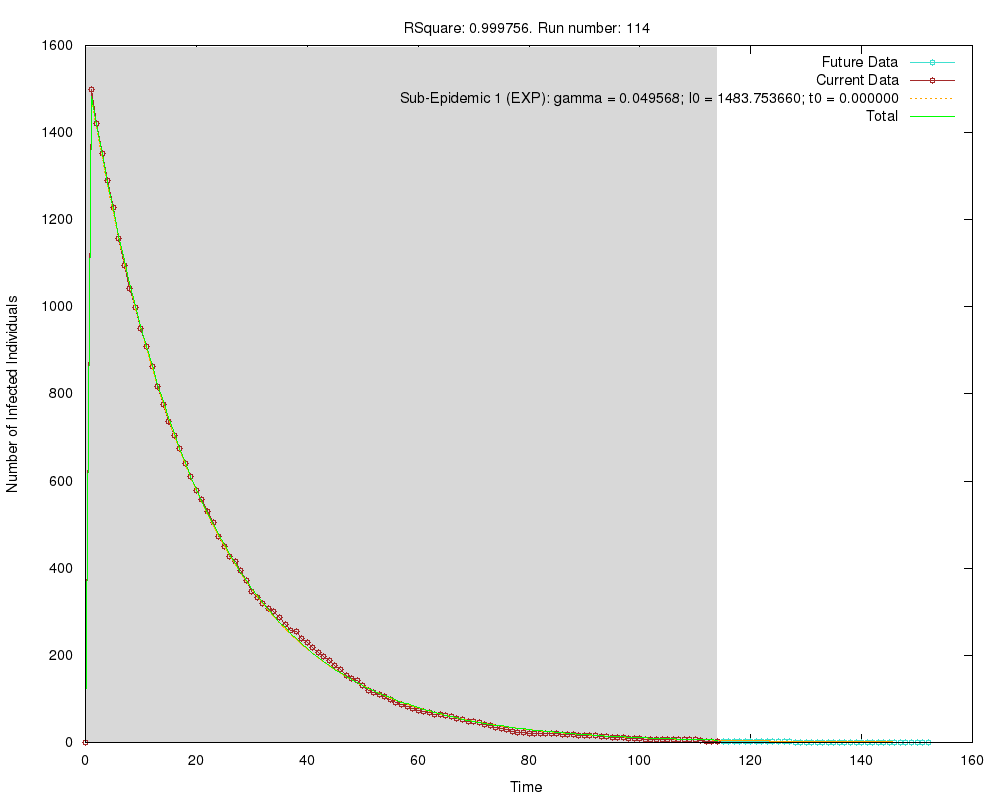 RSquare: 0.999756. Run number: 114
1600
1400
1200
1000
800
600
400
200
0
Number of Infected Individuals
Future Data
Current Data
Sub-Epidemic 1 (EXP): gamma = 0.049568; I0 = 1483.753660; t0 = 0.000000
Total
0 20 40 60 80 100 120 140 160
Time